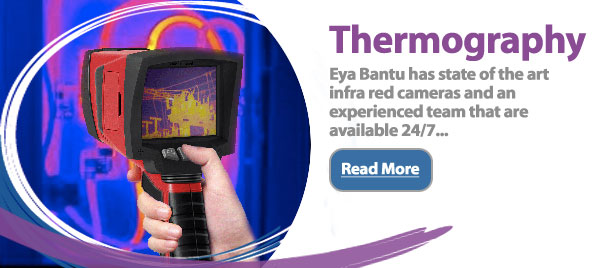 Thermography
Eya Bantu has state of the art
infra red cameras and an
experienced team that are
available 24/7...
Read More